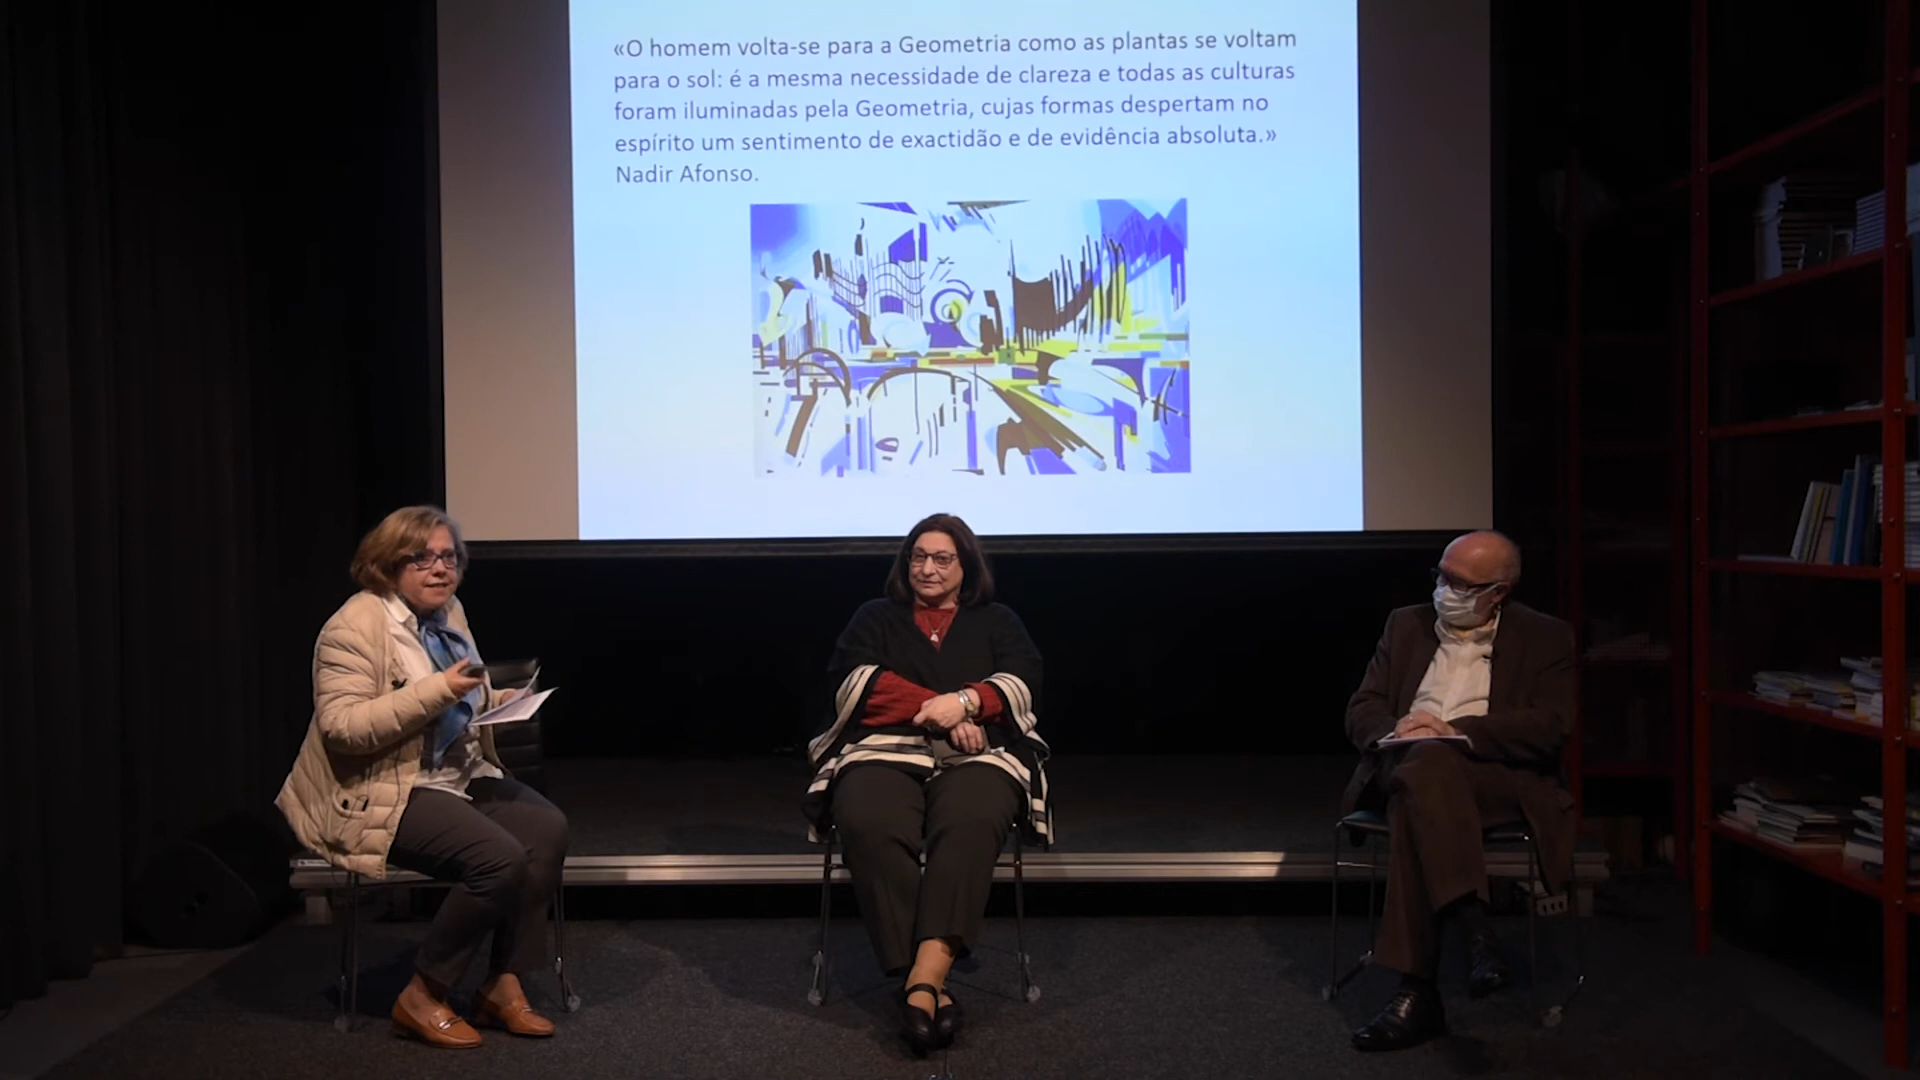 «O homem volta-se para a Geometria como as plantas se voltam
para o sol: é a mesma necessidade de clareza e todas as culturas
foram iluminadas pela Geometria, cujas formas despertam no
espírito um sentimento de exactidão e de evidência absoluta.»
Nadir Afonso.